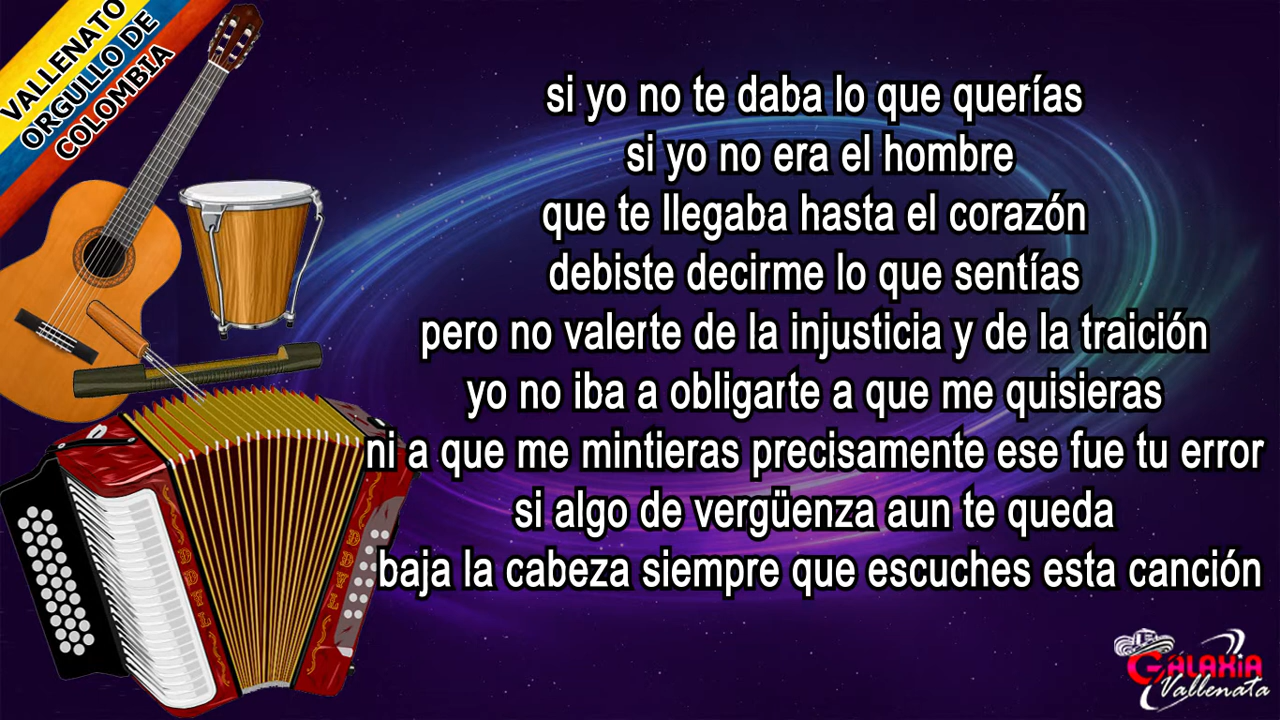 VALLENATO
ORGULLO DE
COLOMBIA
si yo no te daba lo que querías
si yo no era el hombre
que te llegaba hasta el corazón
debiste decirme lo que sentías
pero no valerte de la injusticia y de la traición
yo no iba a obligarte a que me quisieras
ni a que me mintieras precisamente ese fue tu error
si algo de vergüenza aun te queda
baja la cabeza siempre que escuches esta canción
GALAXIA
Vallenata